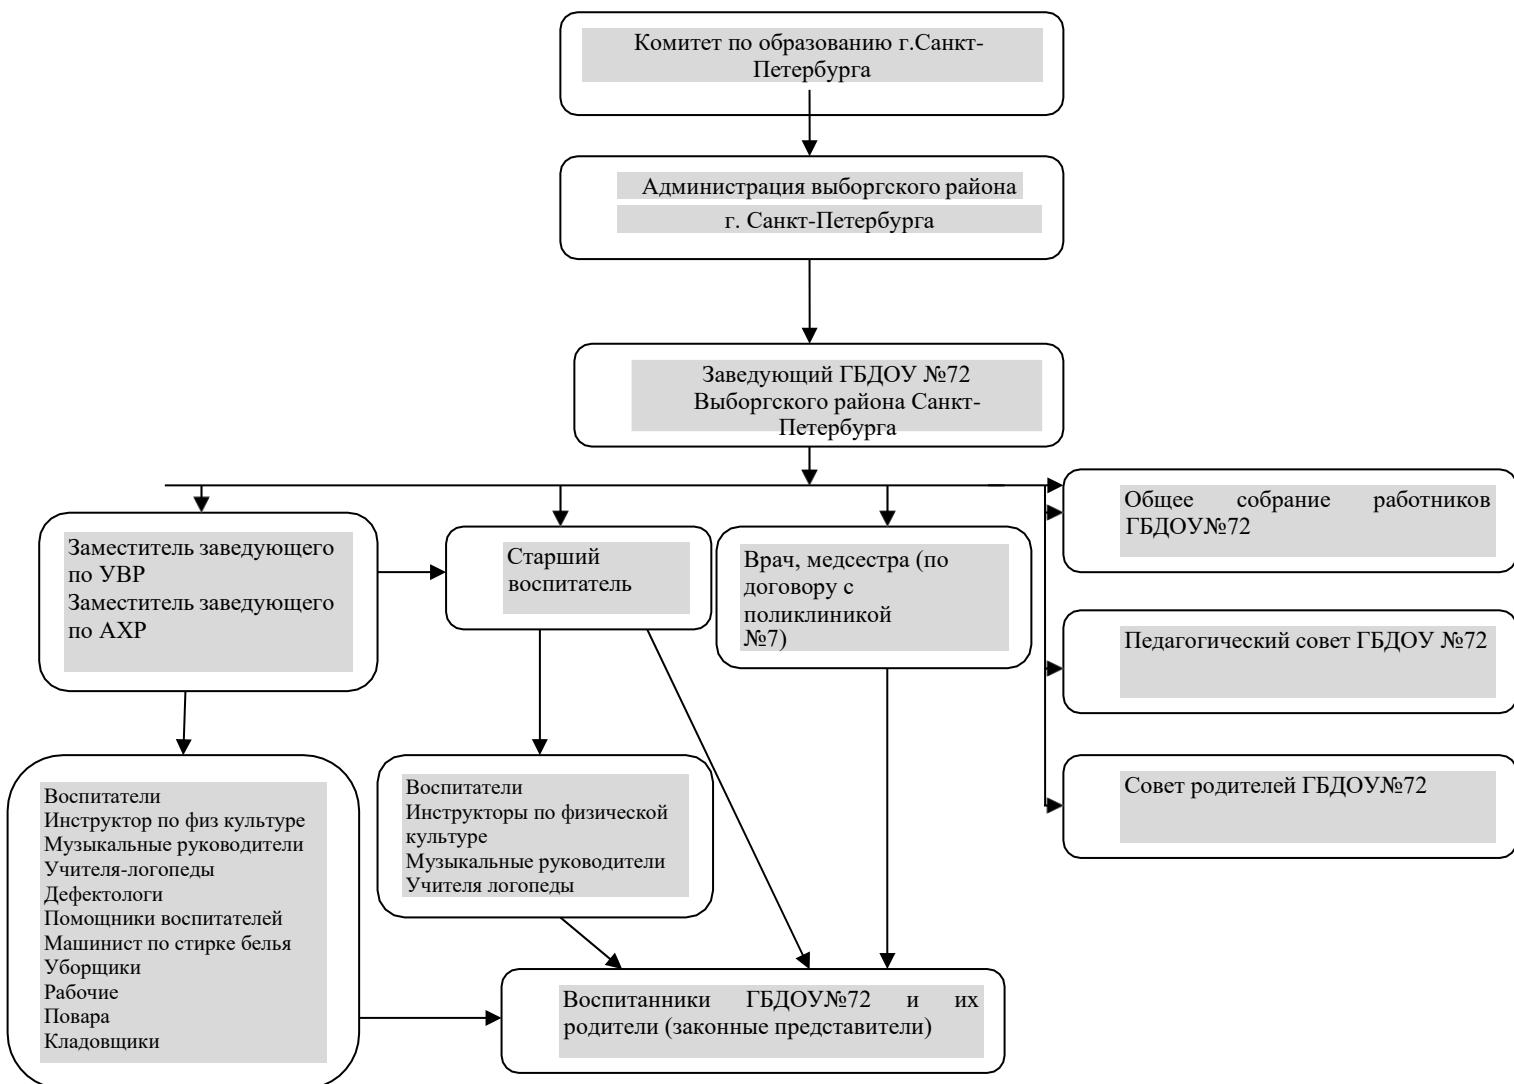 Комитет по образованию г.Санкт-
Петербурга
Администрация выборгского района
г. Санкт-Петербурга
Заведующий ГБДОУ №72
Выборгского района Санкт-
Петербурга
Заместитель заведующего
по УВР
Заместитель заведующего
по АХР
Старший
воспитатель
Врач, медсестра (по
договору с
поликлиникой
№7)
Общее собрание работников
ГБДОУ№72
Педагогический совет ГБДОУ №72
Совет родителей ГБДОУ№72
Воспитатели
Инструктор по физ культуре
Музыкальные руководители
Учителя-логопеды
Дефектологи
Помощники воспитателей
Машинист по стирке белья
Уборщики
Рабочие
Повара
Кладовщики
Воспитатели
Инструкторы по физической
культуре
Музыкальные руководители
Учителя логопеды
Воспитанники ГБДОУ№72 и их
родители (законные представители)